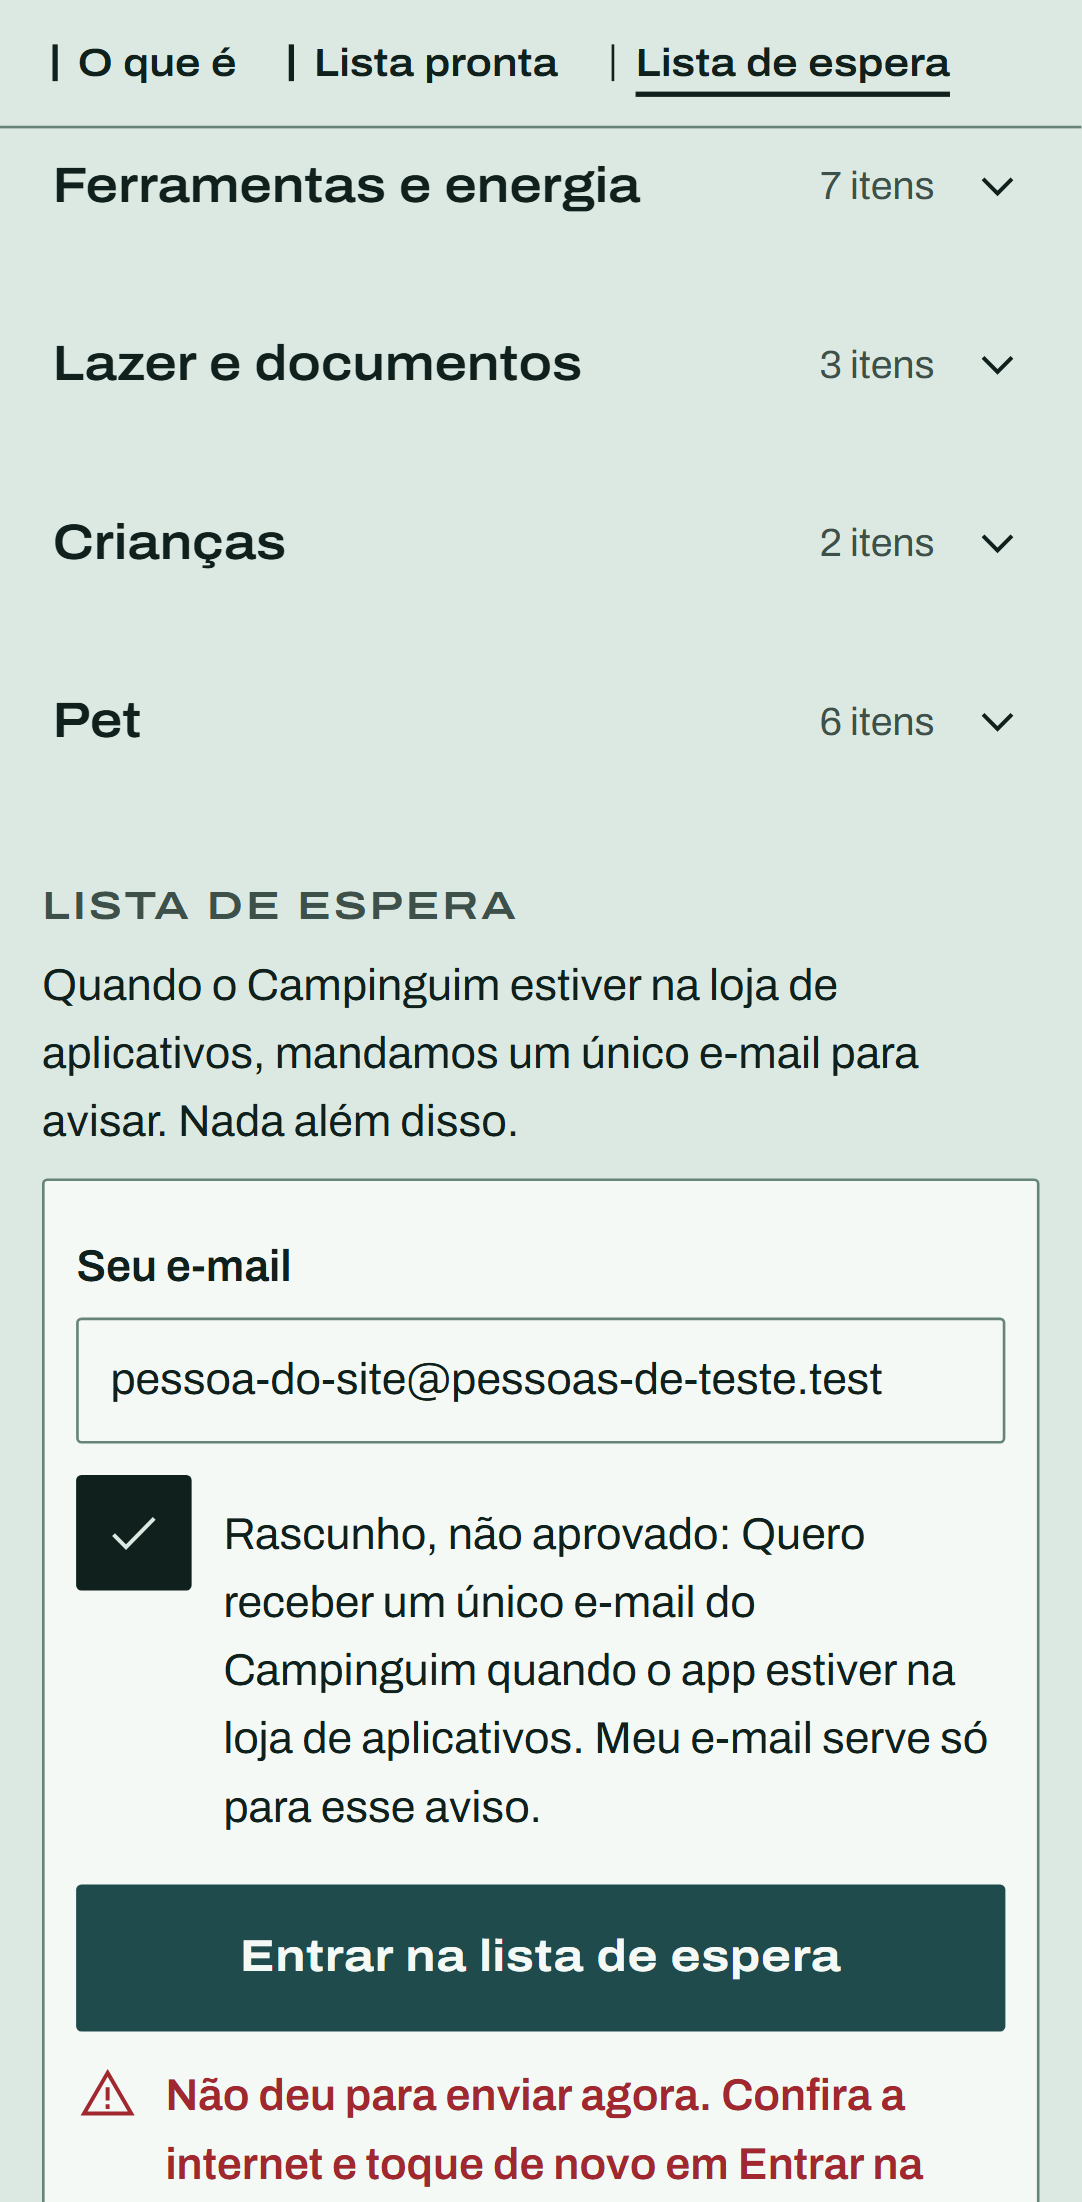 O que é
Lista pronta
Lista de espera
Ferramentas e energia
7 itens
Lazer e documentos
3 itens
Crianças
2 itens
Pet
6 itens
LISTA DE ESPERA
Quando o Campinguim estiver na loja de
aplicativos, mandamos um único e-mail para
avisar. Nada além disso.
Seu e-mail
pessoa-do-site@pessoas-de-teste.test
Rascunho, não aprovado: Quero
receber um único e-mail do
Campinguim quando o app estiver na
loja de aplicativos. Meu e-mail serve só
para esse aviso.
Entrar na lista de espera
Não deu para enviar agora. Confira a
internet e toque de novo em Entrar na